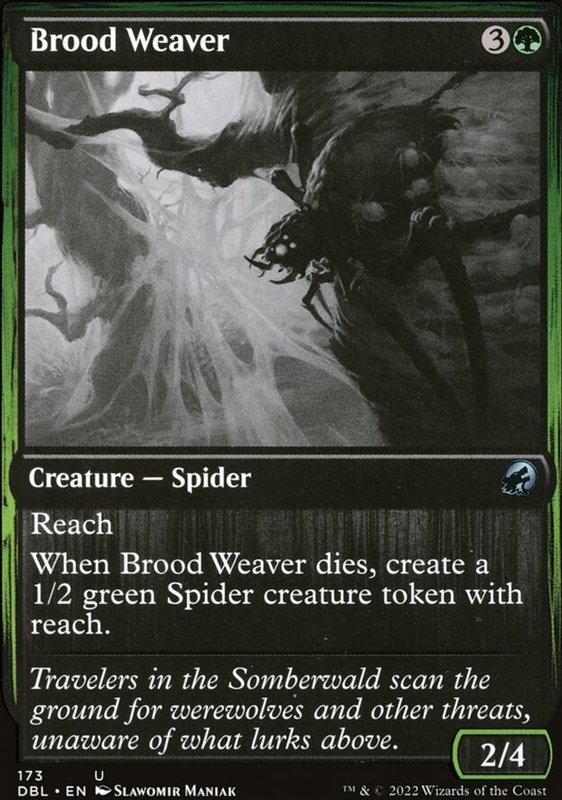 Brood Weaver 3
Creature — Spider
Reach
When Brood Weaver dies, create a
1/2 green Spider creature token with
reach.
Travelers in the Somberwald scan the
ground for werewolves and other threats,
unaware of what lurks above.
2/4
173 U
DBL • EN Slawomir Maniak ™ & © 2022 Wizards of the Coast